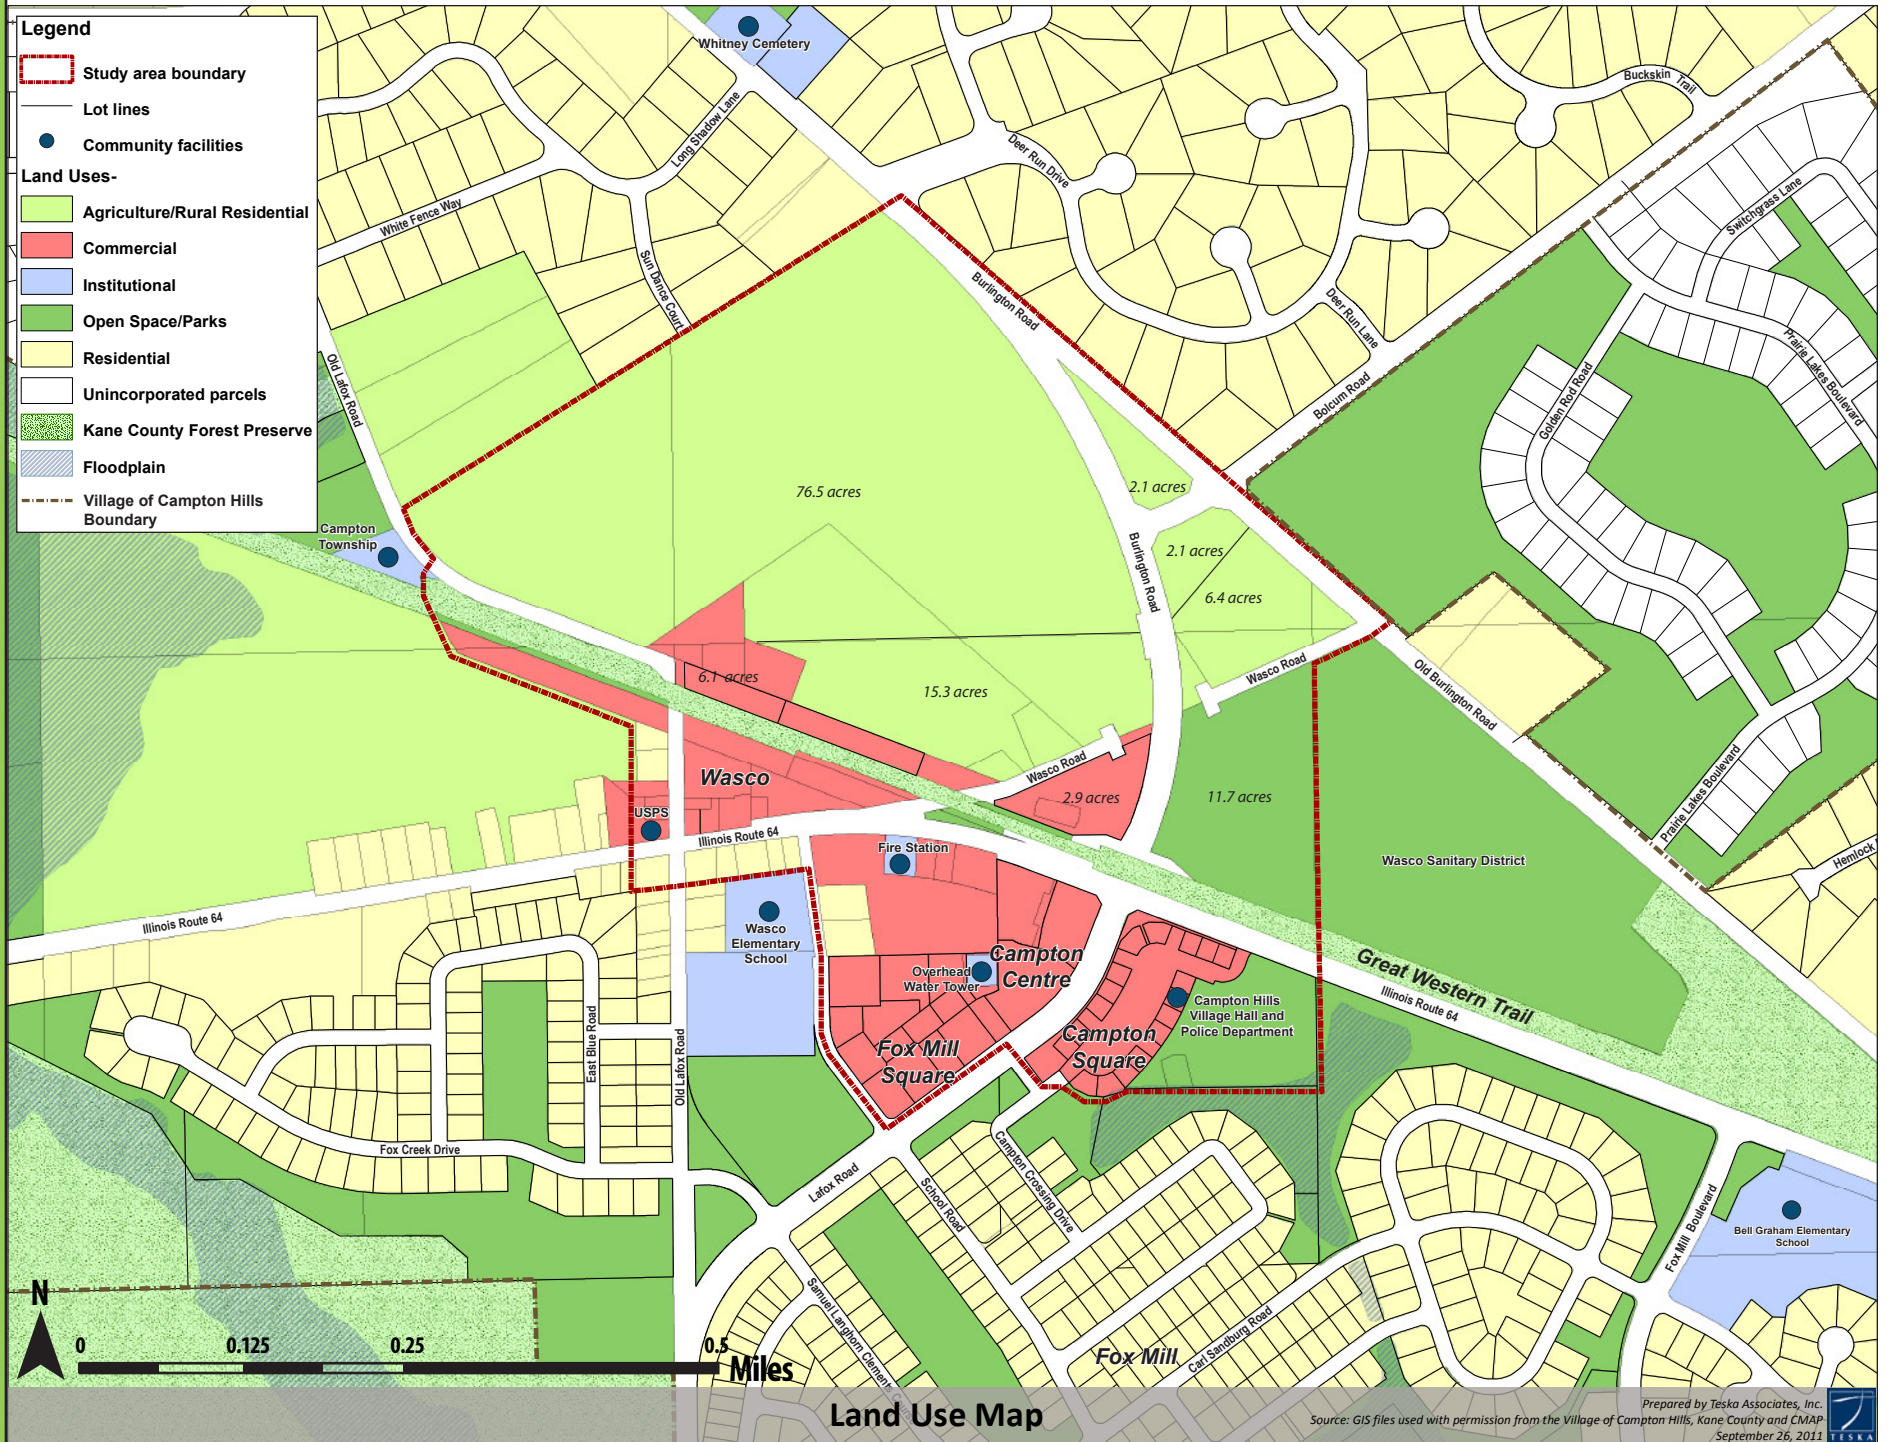 Legend
Study area boundary
Lot lines
Community facilities
Land Uses-
Agriculture/Rural Residential
Commercial
Institutional
Open Space/Parks
Residential
Unincorporated parcels
Kane County Forest Preserve
Floodplain
Village of Campton Hills
Boundary
Whitney Cemetery
Long Shadow Lane
White Fence Way
Sun Dance Court
Old Lafox Road
Deer Run Drive
Buckskin Trail
Switchgrass Lane
Burlington Road
Deer Run Lane
Bolcum Road
Golden Rod Road
Prairie Lakes Boulevard
76.5 acres
2.1 acres
Burlington Road
2.1 acres
6.4 acres
Campton
Township
Wasco Road
Old Burlington Road
6.1 acres
15.3 acres
Wasco
Wasco Road
2.9 acres
11.7 acres
Prairie Lakes Boulevard
Hemlock
USPS
Illinois Route 64
Fire Station
Wasco Sanitary District
Illinois Route 64
Wasco
Elementary
School
Overhead
Water Tower
Campton
Centre
Great Western Trail
Illinois Route 64
Campton Hills
Village Hall and
Police Department
Campton
Square
Fox Mill
Square
East Blue Road
Old Lafox Road
Fox Creek Drive
Lafox Road
School Road
Campton Crossing Drive
Fox Mill Boulevard
Bell Graham Elementary
School
Carl Sandburg Road
Fox Mill
N
0
0.125
0.25
0.5
Miles
Land Use Map
Prepared by Teska Associates, Inc.
Source: GIS files used with permission from the Village of Campton Hills, Kane County and CMAP
September 26, 2011
TESKA
Samuel Langhorn Clemens